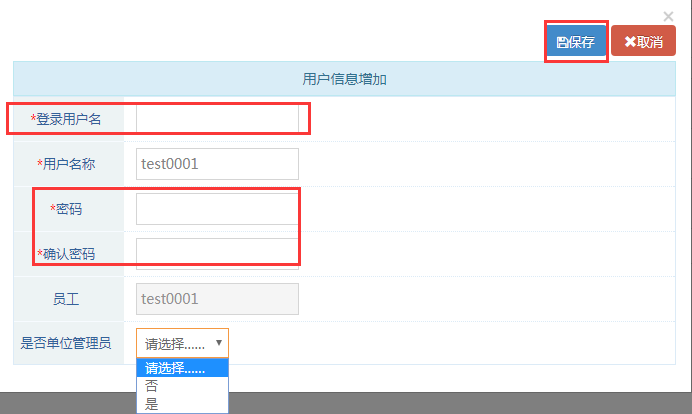 ×
保存 ✖取消
用户信息增加
*登录用户名
*用户名称 test0001
*密码
*确认密码
员工 test0001
是否单位管理员 请选择......
请选择......
否
是